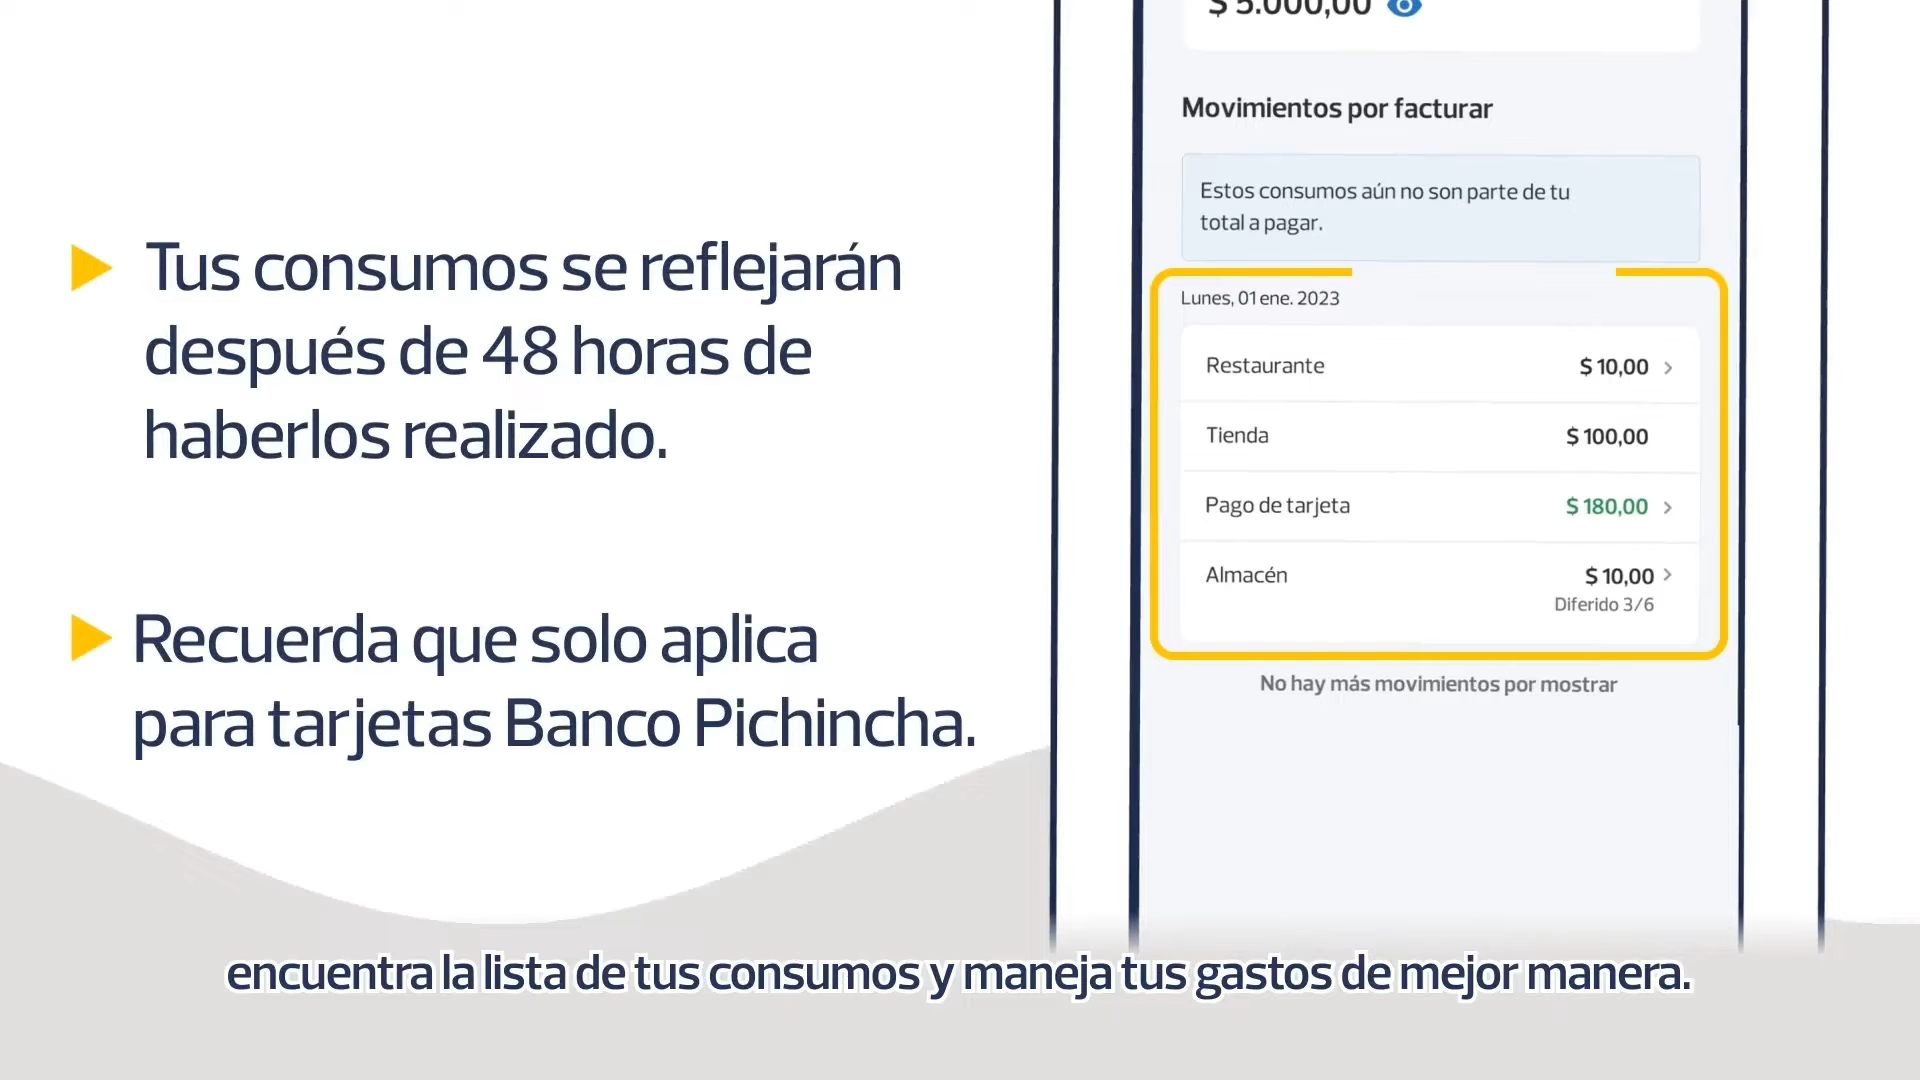 Tus consumos se reflejarán
después de 48 horas de
haberlos realizado.
Recuerda que solo aplica
para tarjetas Banco Pichincha.
$ 5.000,00
Movimientos por facturar
Estos consumos aún no son parte de tu
total a pagar.
Lunes, 01 ene. 2023
Restaurante $ 10,00
Tienda $ 100,00
Pago de tarjeta $ 180,00
Almacén $ 10,00
Diferido 3/6
No hay más movimientos por mostrar
encuentra la lista de tus consumos y maneja tus gastos de mejor manera.